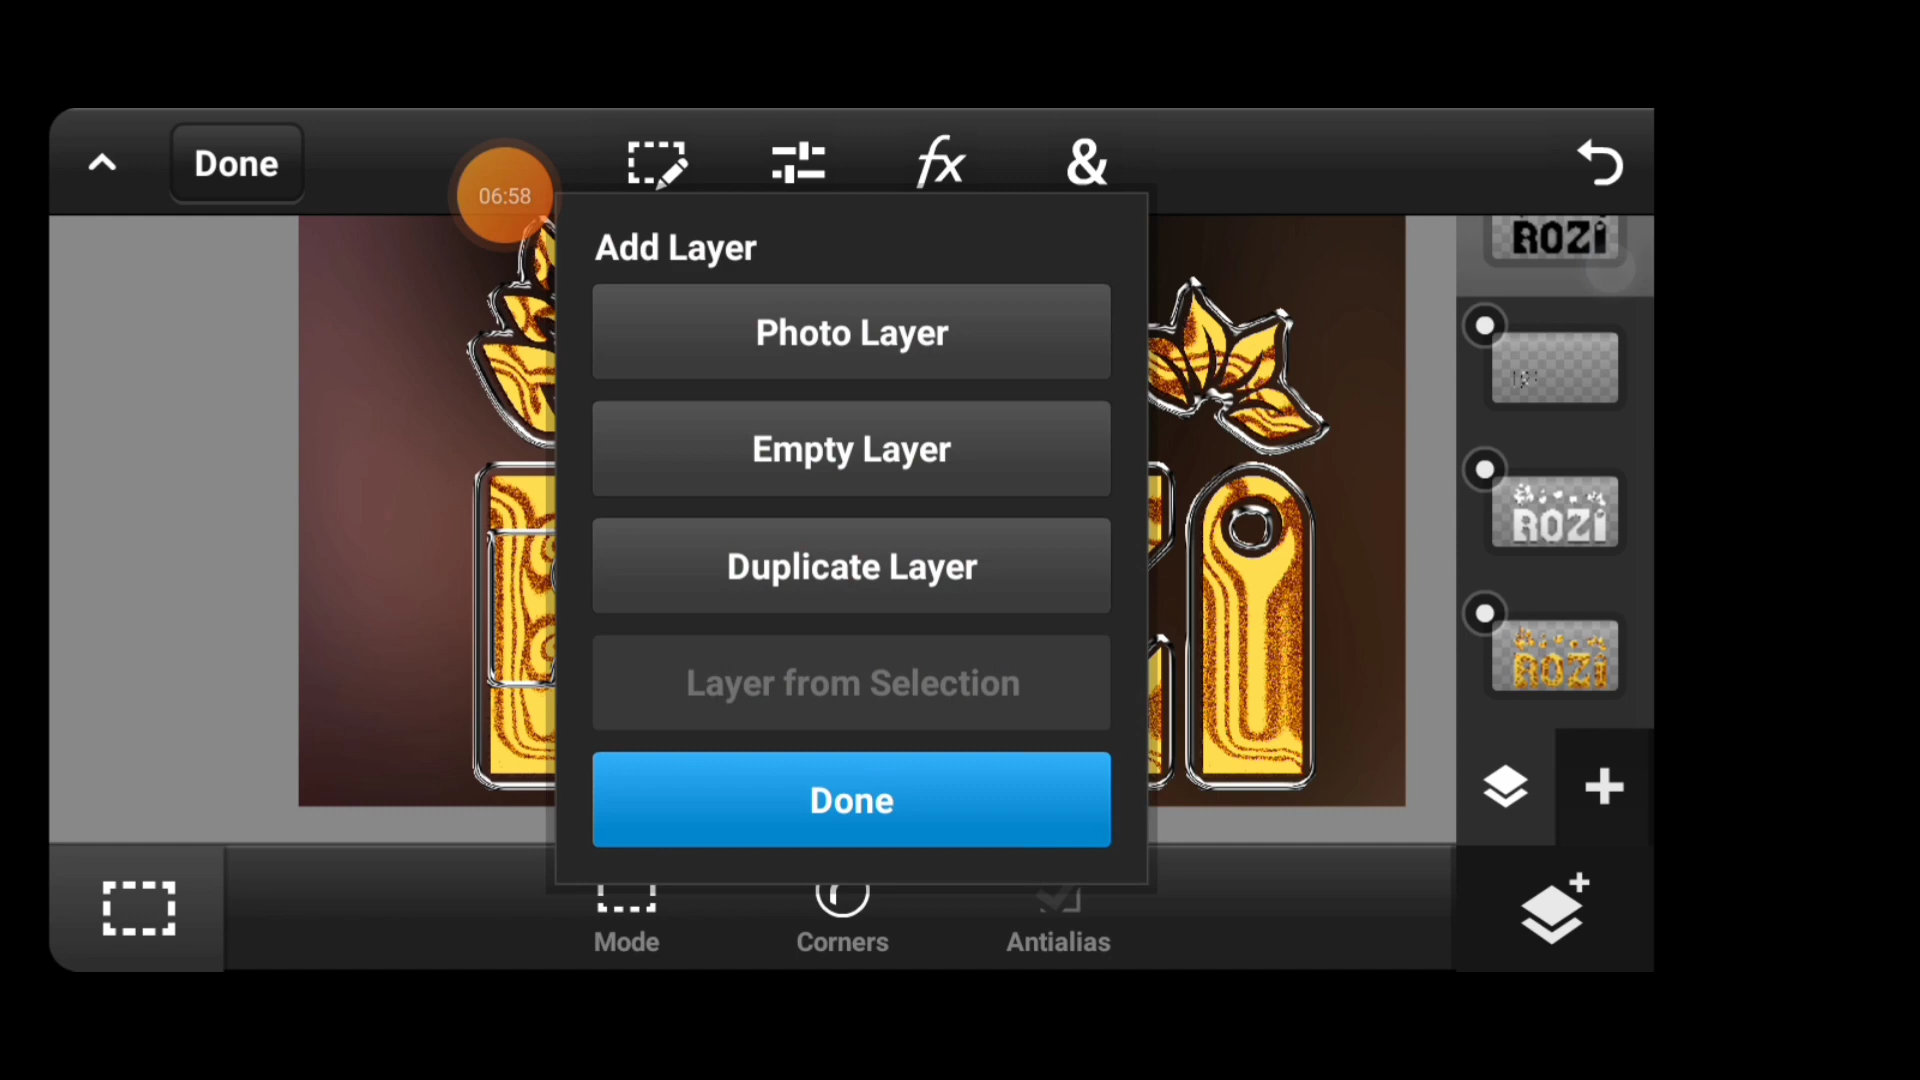 Done
fx
&
06:58
Add Layer
Photo Layer
Empty Layer
Duplicate Layer
Layer from Selection
Done
ROZi
ROZi
ROZi
Mode
Corners
Antialias